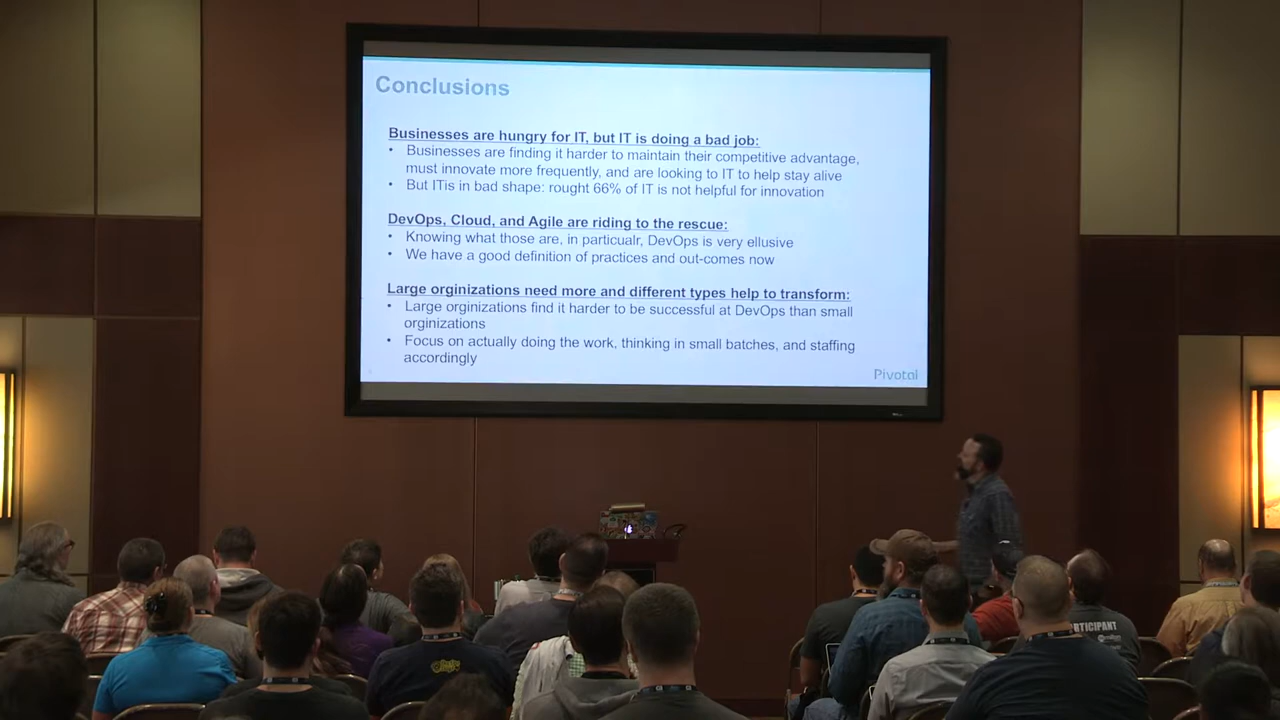 Conclusions
Businesses are hungry for IT, but IT is doing a bad job:
• Businesses are finding it harder to maintain their competitive advantage,
must innovate more frequently, and are looking to IT to help stay alive
• But ITis in bad shape: rought 66% of IT is not helpful for innovation
DevOps, Cloud, and Agile are riding to the rescue:
• Knowing what those are, in particualr, DevOps is very ellusive
• We have a good definition of practices and out-comes now
Large orginizations need more and different types help to transform:
• Large orginizations find it harder to be successful at DevOps than small
orginizations
• Focus on actually doing the work, thinking in small batches, and staffing
accordingly
Pivotal
PARTICIPANT